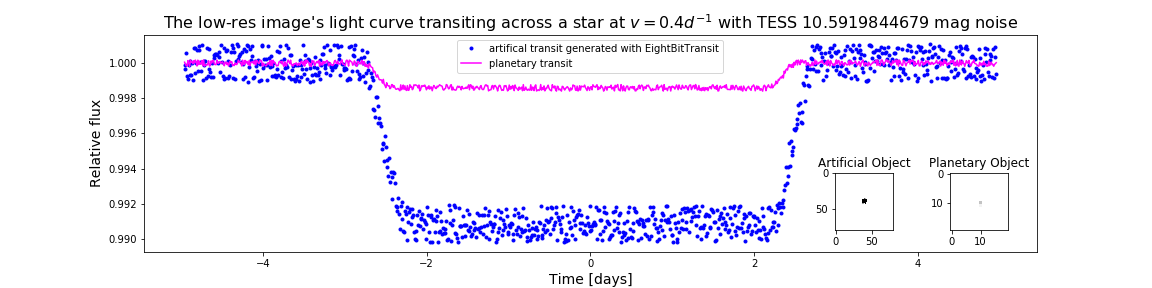 The low-res image's light curve transiting across a star at v = 0.4d⁻¹ with TESS 10.5919844679 mag noise
artifical transit generated with EightBitTransit
planetary transit
Relative flux
1.000
0.998
0.996
0.994
0.992
0.990
Artificial Object
0
50
0 50
Planetary Object
0
10
0 10
−4 −2 0 2 4
Time [days]